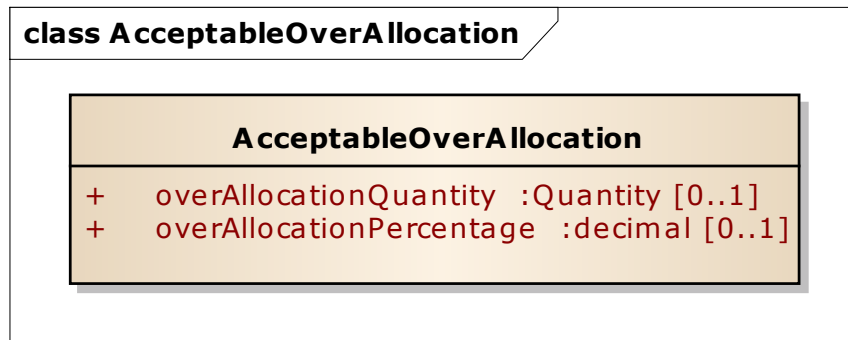 class AcceptableOverAllocation
AcceptableOverAllocation
+ overAllocationQuantity :Quantity [0..1]
+ overAllocationPercentage :decimal [0..1]